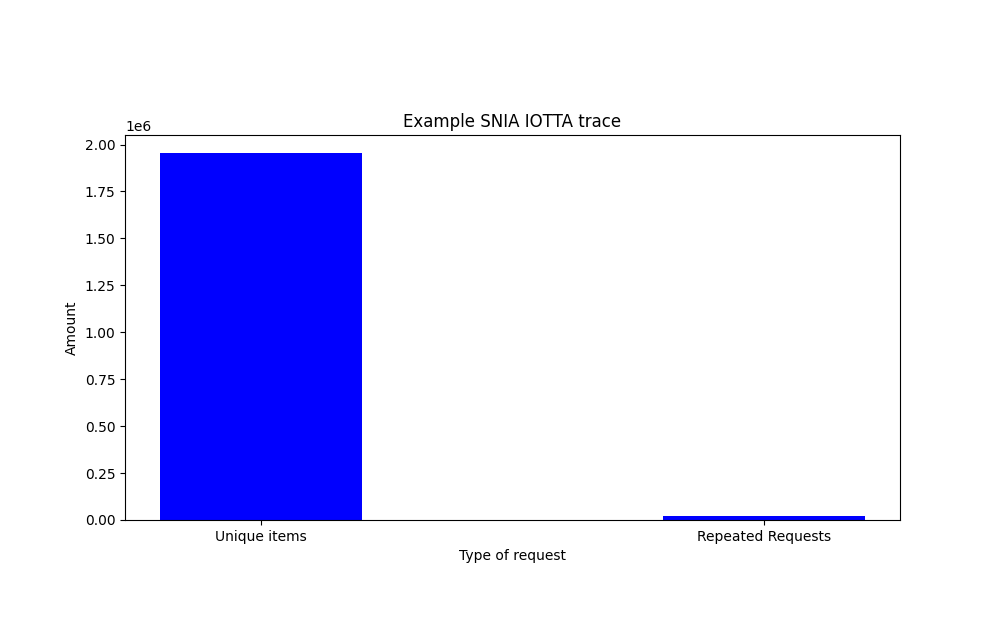 Example SNIA IOTTA trace
1e6
2.00
1.75
1.50
1.25
1.00
0.75
0.50
0.25
0.00
Amount
Unique items
Repeated Requests
Type of request